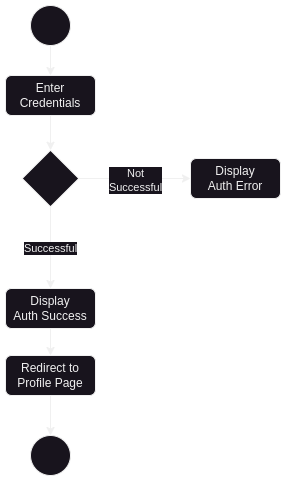 Enter
Credentials
Not
Successful
Display
Auth Error
Successful
Display
Auth Success
Redirect to
Profile Page